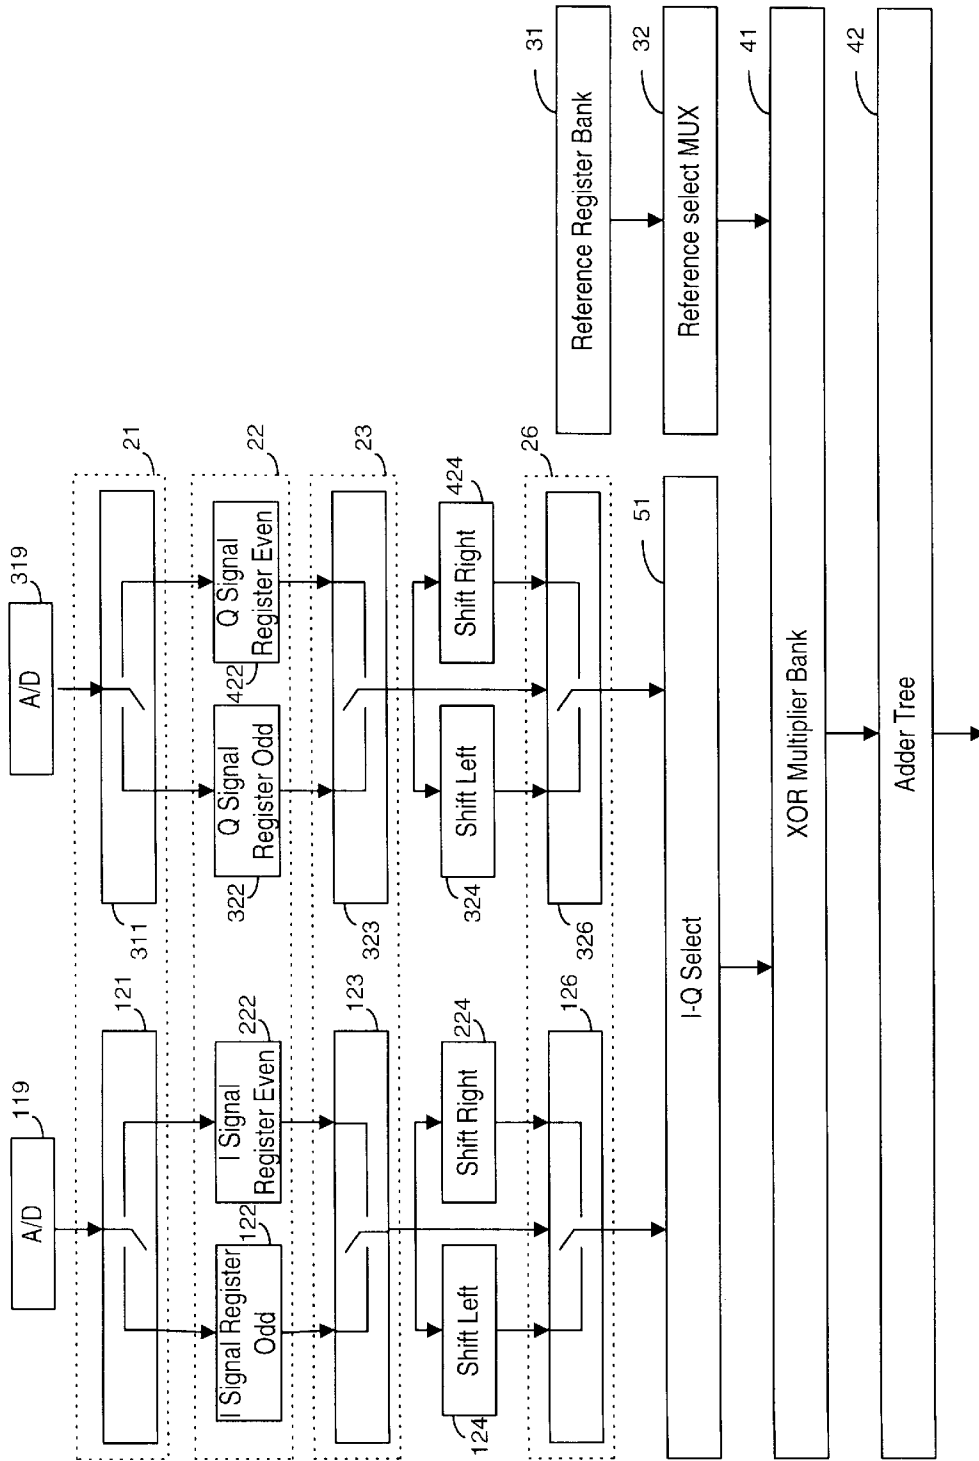 119
A/D
319
A/D
121
311
21
I Signal Register
Odd
122
I Signal
Register Even
222
Q Signal
Register Odd
322
Q Signal
Register Even
422
22
123
323
23
Shift Left
124
Shift Right
224
Shift Left
324
Shift Right
424
126
326
26
Reference Register Bank
31
I-Q Select
51
Reference select MUX
32
XOR Multiplier Bank
41
Adder Tree
42